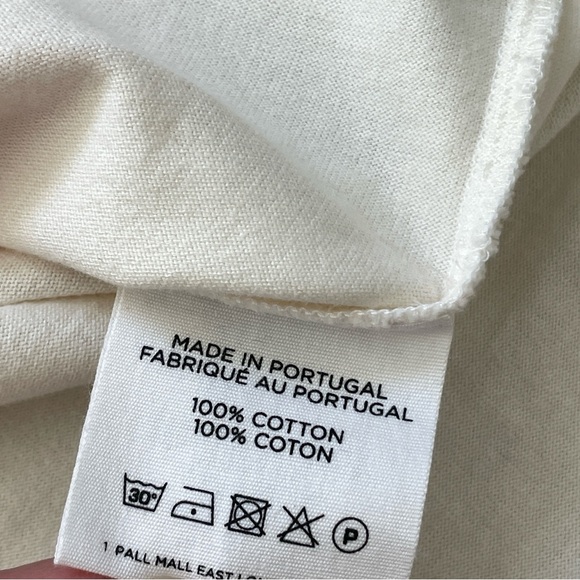 MADE IN PORTUGAL
FABRIQUÉ AU PORTUGAL
100% COTTON
100% COTON
30° P
1 PALL MALL EAST